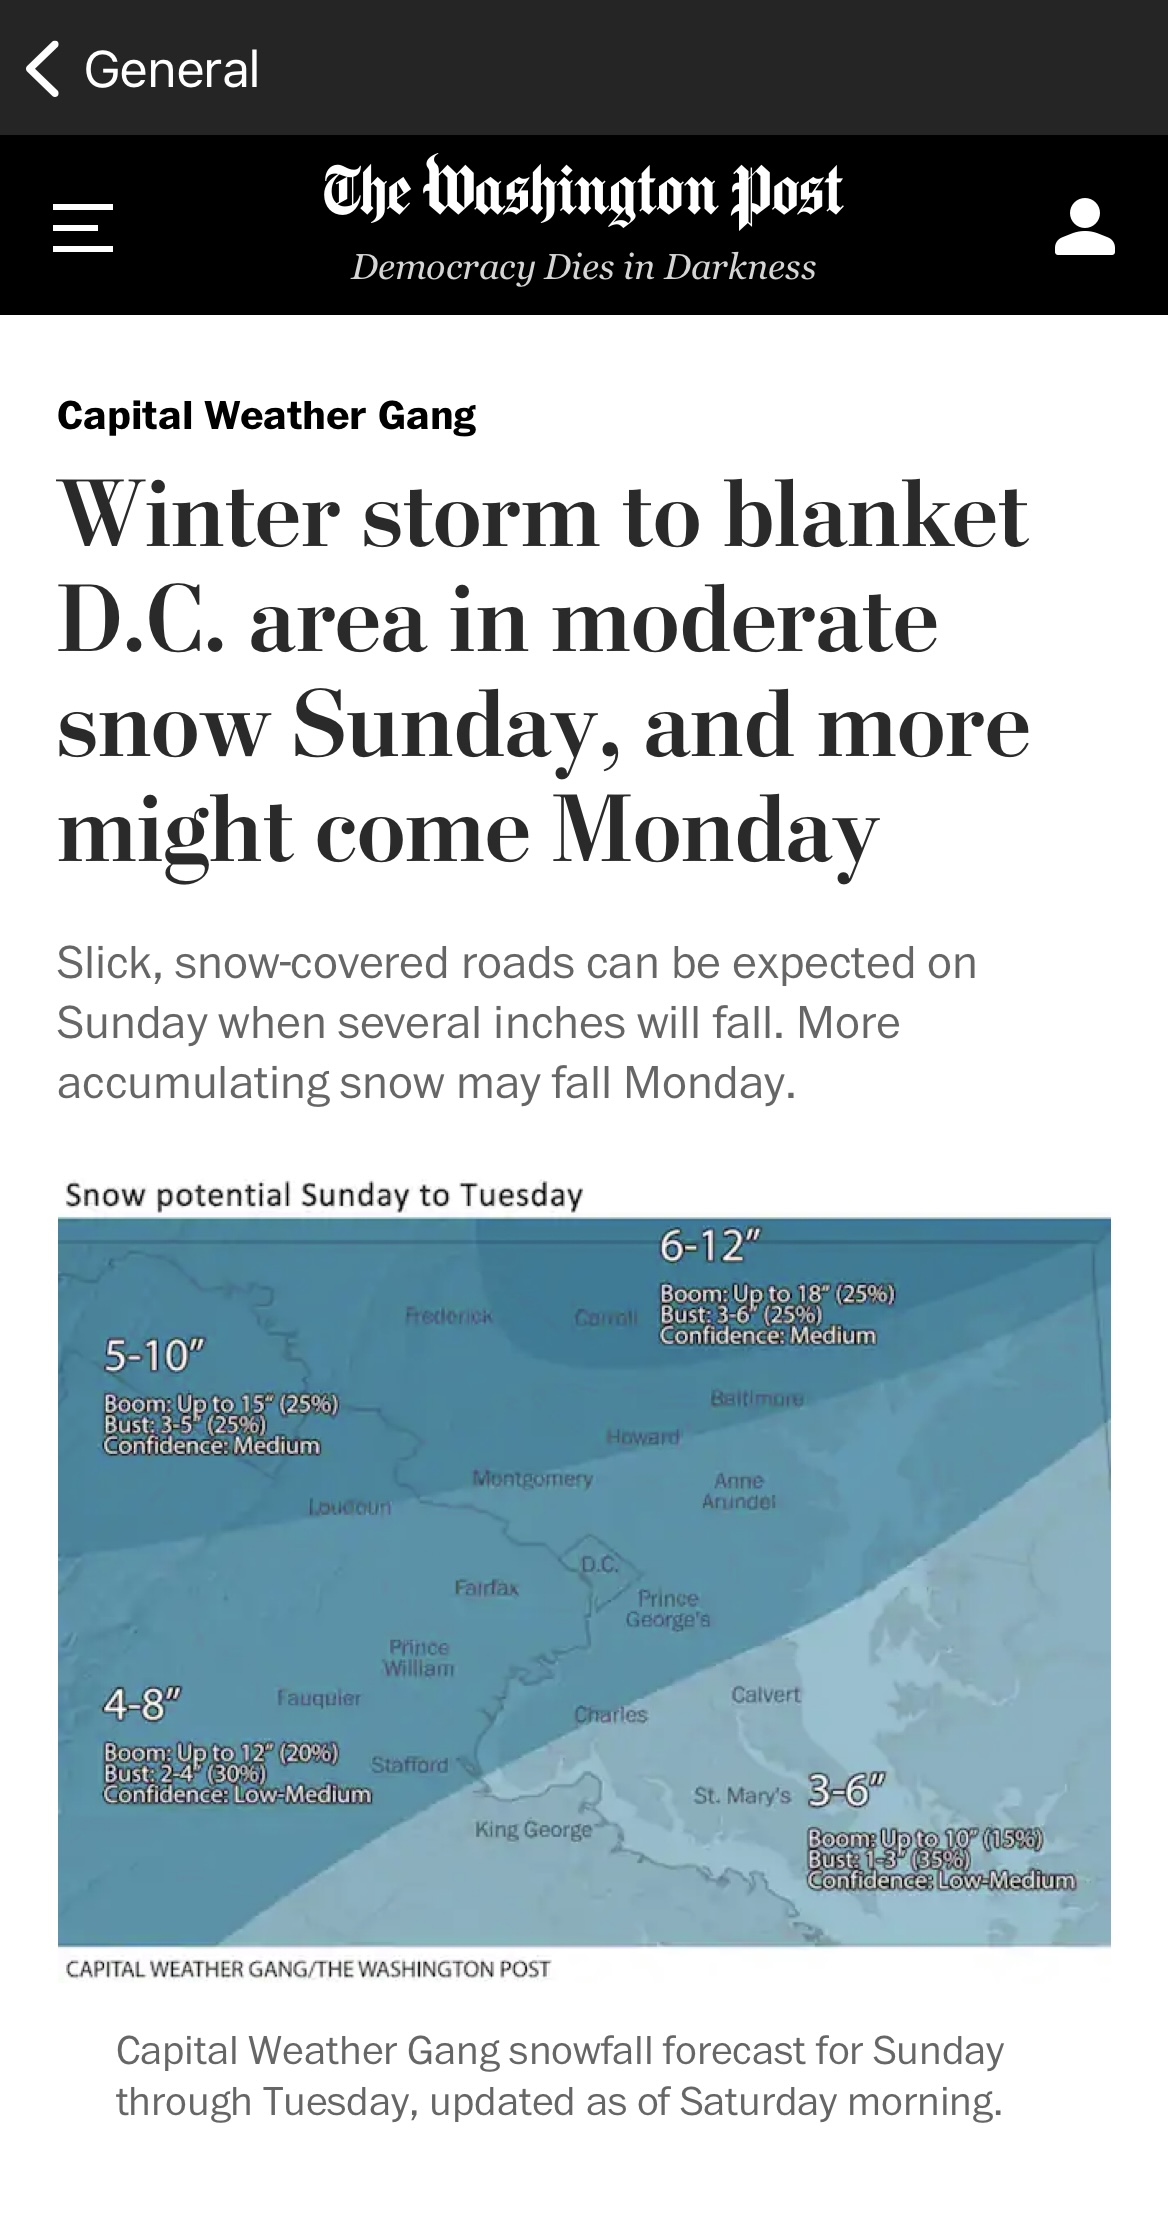 General
The Washington Post
Democracy Dies in Darkness
Capital Weather Gang
Winter storm to blanket
D.C. area in moderate
snow Sunday, and more
might come Monday
Slick, snow-covered roads can be expected on
Sunday when several inches will fall. More
accumulating snow may fall Monday.
Snow potential Sunday to Tuesday
6-12"
Boom: Up to 18" (25%)
Bust: 3-6" (25%)
Confidence: Medium
Frederick
Carroll
5-10"
Boom: Up to 15" (25%)
Bust: 3-5" (25%)
Confidence: Medium
Baltimore
Howard
Montgomery
Anne
Arundel
Loudoun
D.C.
Fairfax
Prince
George's
Prince
William
4-8"
Boom: Up to 12" (20%)
Bust: 2-4" (30%)
Confidence: Low-Medium
Fauquier
Calvert
Charles
Stafford
St. Mary's
3-6"
Boom: Up to 10" (15%)
Bust: 1-3" (35%)
Confidence: Low-Medium
King George
CAPITAL WEATHER GANG/THE WASHINGTON POST
Capital Weather Gang snowfall forecast for Sunday
through Tuesday, updated as of Saturday morning.